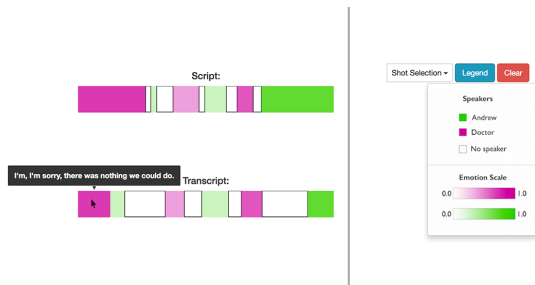 Script:
I'm, I'm sorry, there was nothing we could do.
Transcript:
Shot Selection
Legend
Clear
Speakers
Andrew
Doctor
No speaker
Emotion Scale
0.0 1.0
0.0 1.0